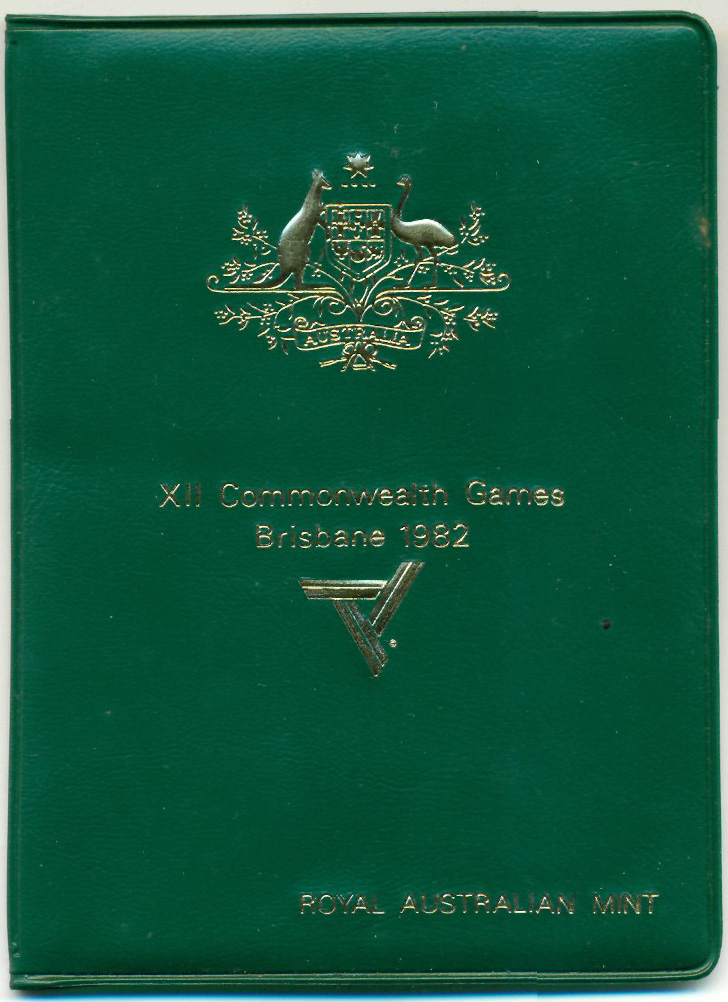 AUSTRALIA
XII Commonwealth Games
Brisbane 1982
ROYAL AUSTRALIAN MINT